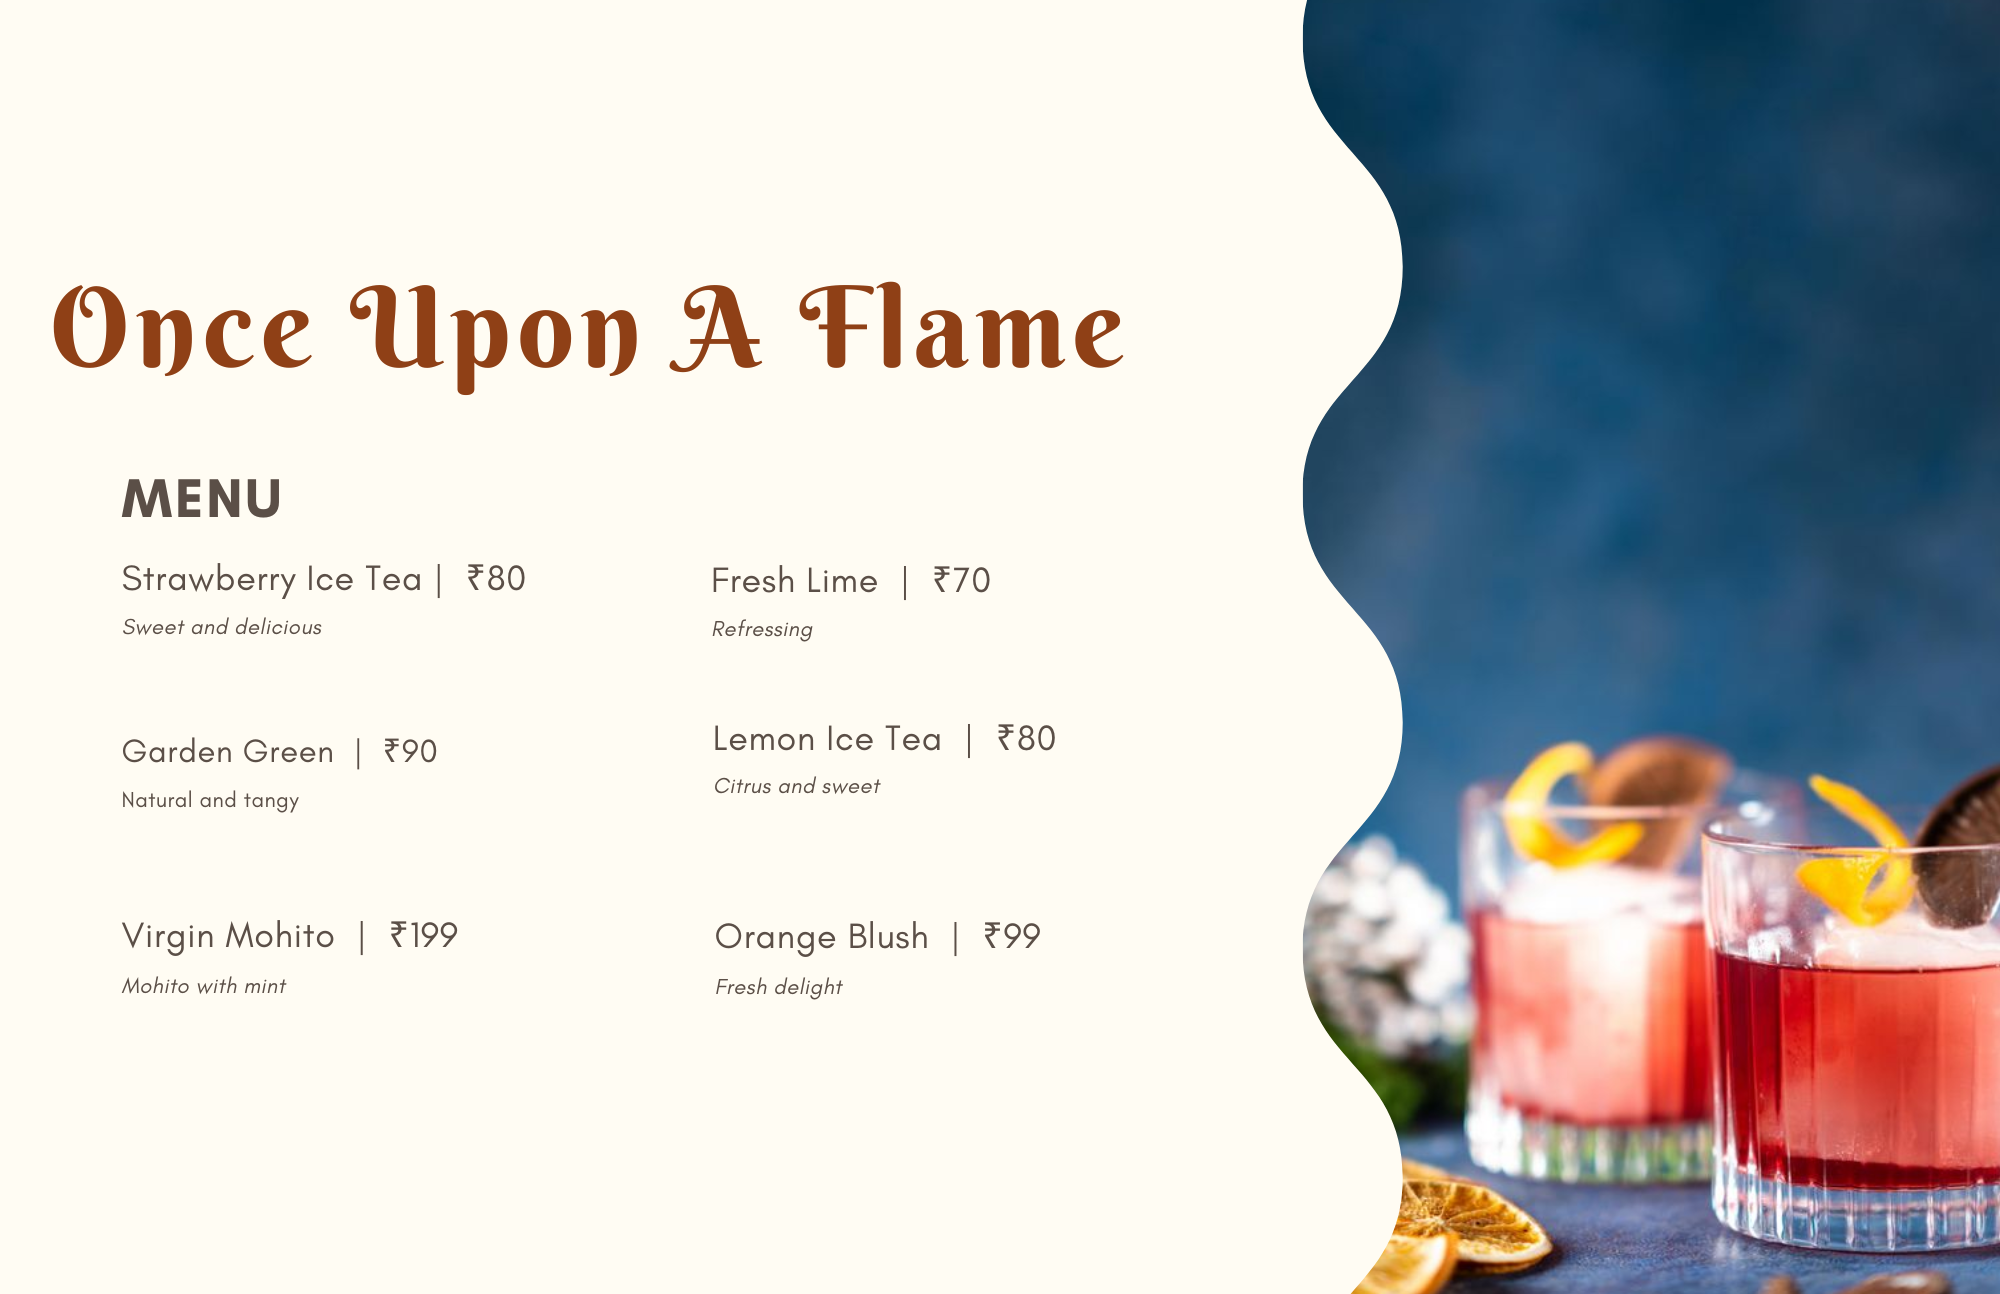 Once Upon A Flame
MENU
Strawberry Ice Tea | ₹80
Sweet and delicious
Garden Green | ₹90
Natural and tangy
Virgin Mohito | ₹199
Mohito with mint
Fresh Lime | ₹70
Refressing
Lemon Ice Tea | ₹80
Citrus and sweet
Orange Blush | ₹99
Fresh delight